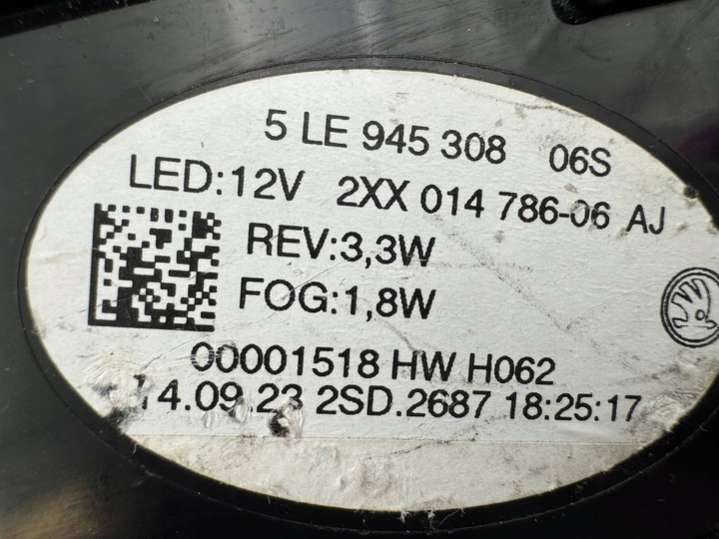 5 LE 945 308 06S
LED:12V 2XX 014 786-06 AJ
REV:3,3W
FOG:1,8W
00001518 HW H062
14.09.23 2SD.2687 18:25:17